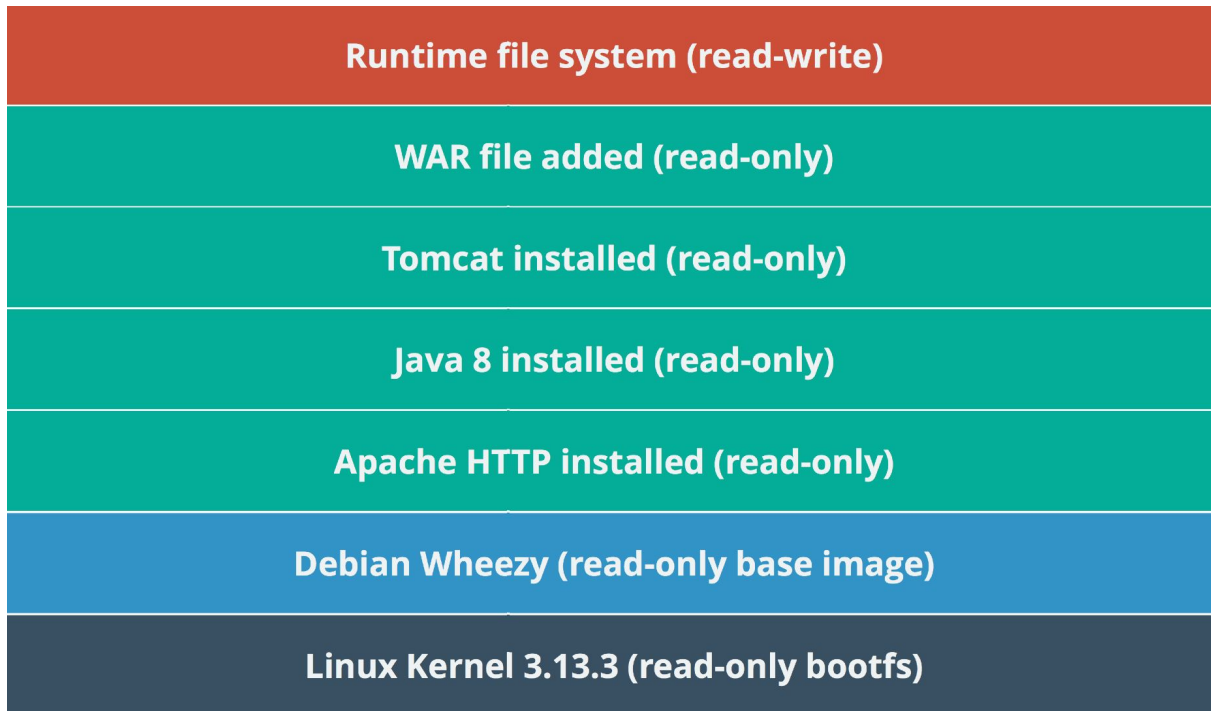 Runtime file system (read-write)
WAR file added (read-only)
Tomcat installed (read-only)
Java 8 installed (read-only)
Apache HTTP installed (read-only)
Debian Wheezy (read-only base image)
Linux Kernel 3.13.3 (read-only bootfs)